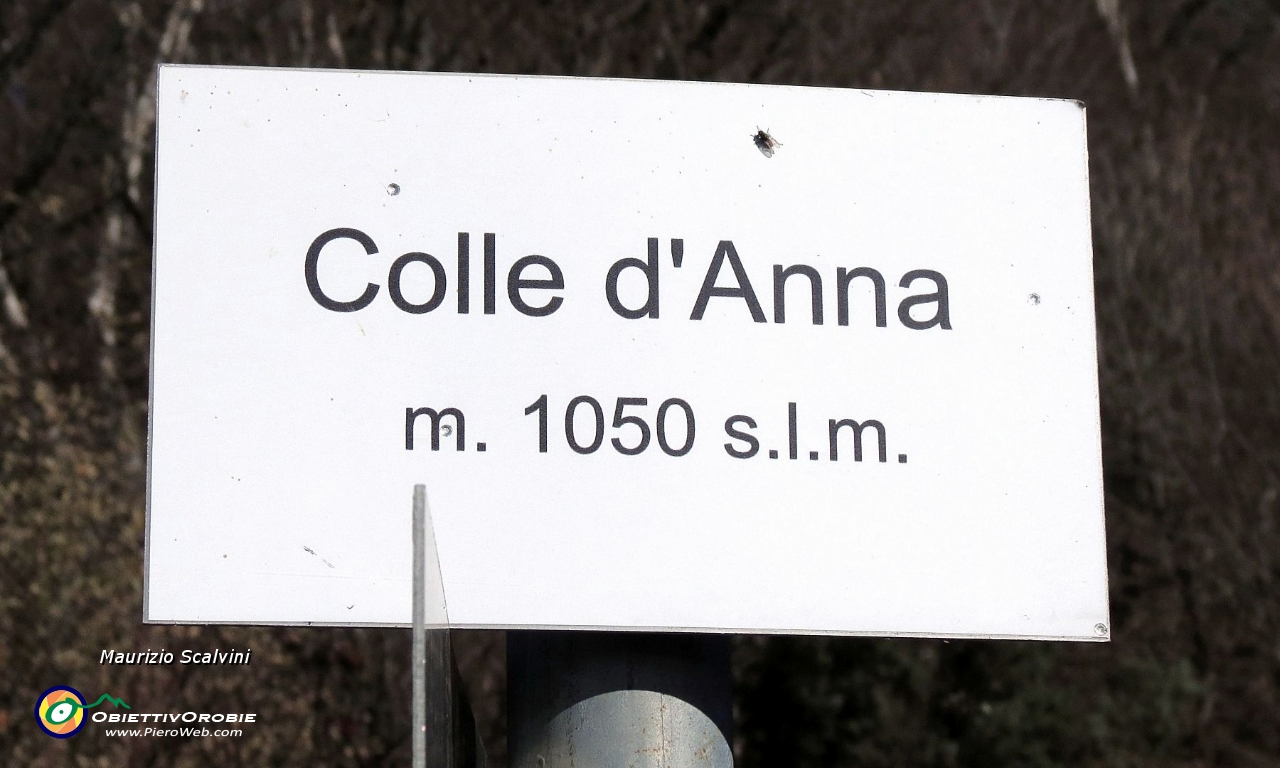 Colle d'Anna
m. 1050 s.l.m.
Maurizio Scalvini
ObiettivOrobie
www.PieroWeb.com